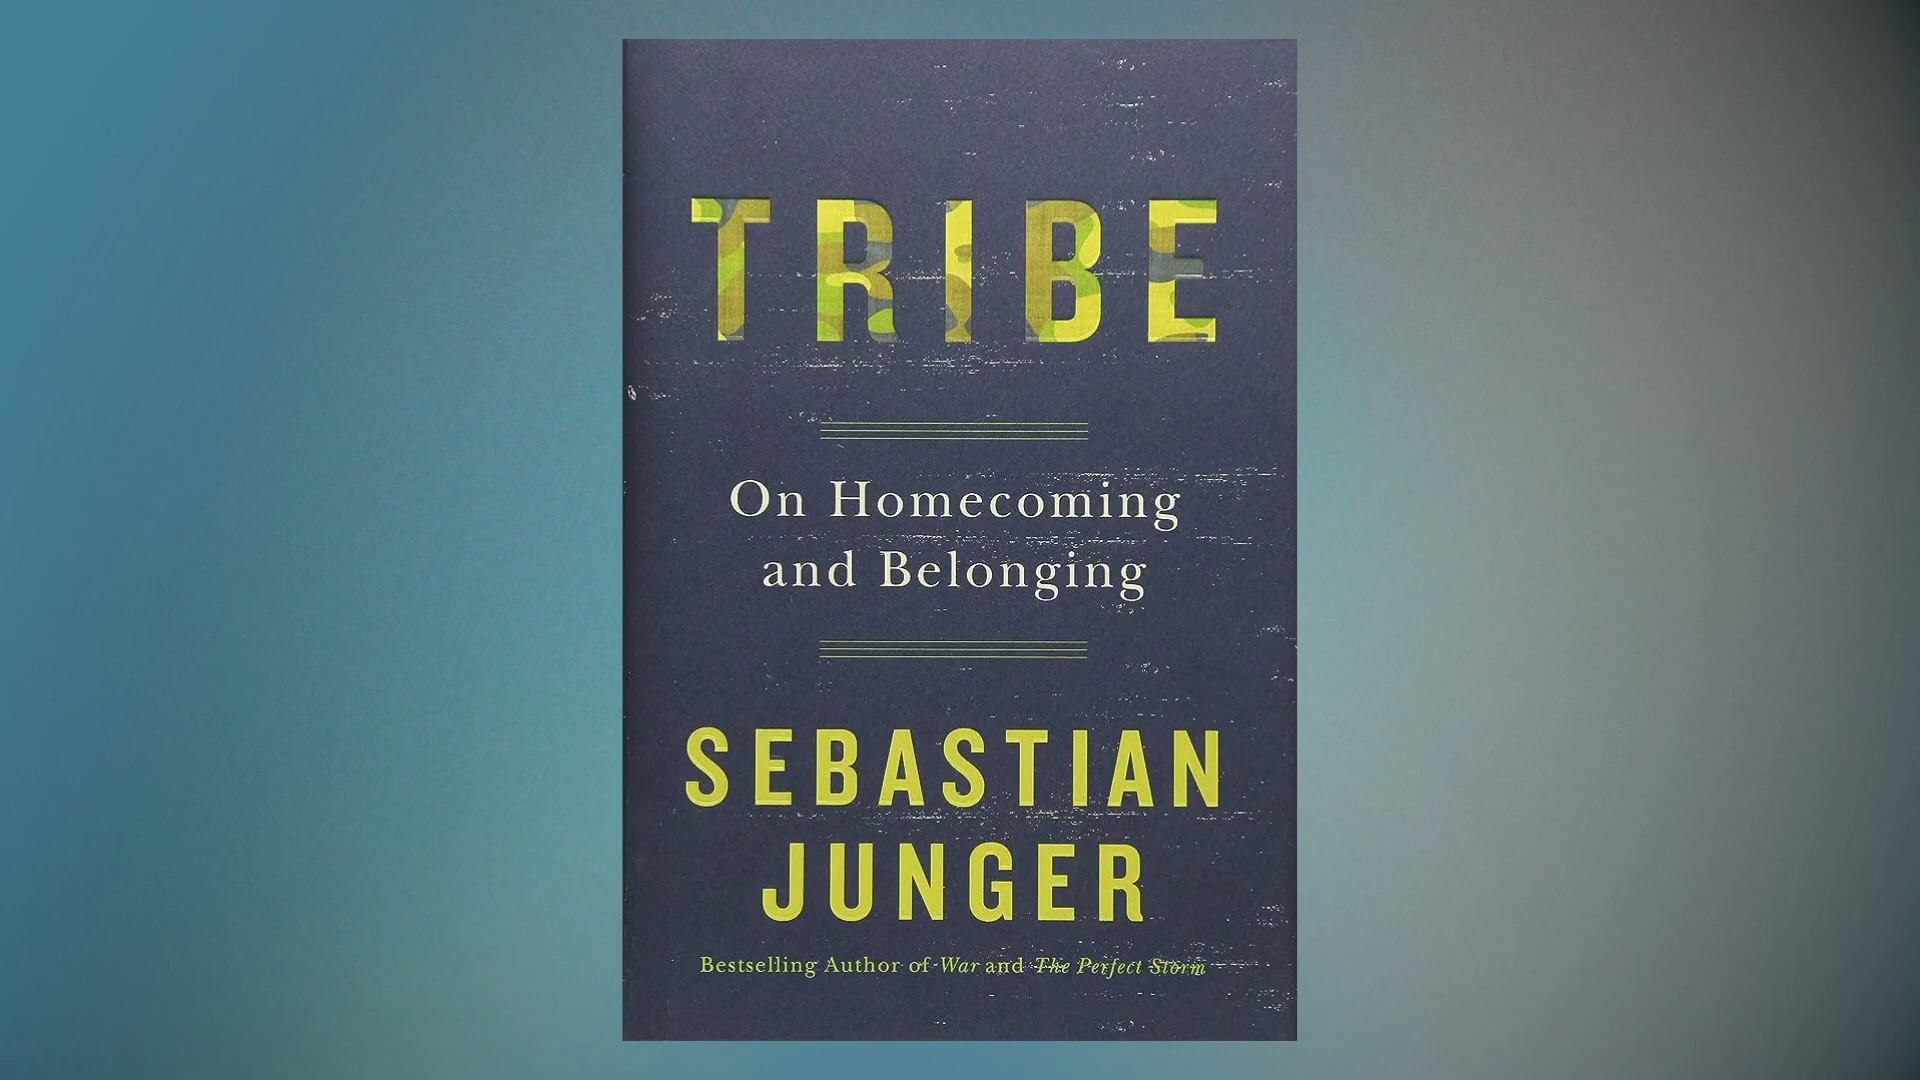 TRIBE
On Homecoming
and Belonging
SEBASTIAN
JUNGER
Bestselling Author of War and The Perfect Storm